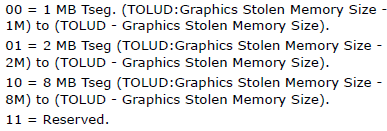 00 = 1 MB Tseg. (TOLUD:Graphics Stolen Memory Size -
1M) to (TOLUD - Graphics Stolen Memory Size).
01 = 2 MB Tseg (TOLUD:Graphics Stolen Memory Size -
2M) to (TOLUD - Graphics Stolen Memory Size).
10 = 8 MB Tseg (TOLUD:Graphics Stolen Memory Size -
8M) to (TOLUD - Graphics Stolen Memory Size).
11 = Reserved.